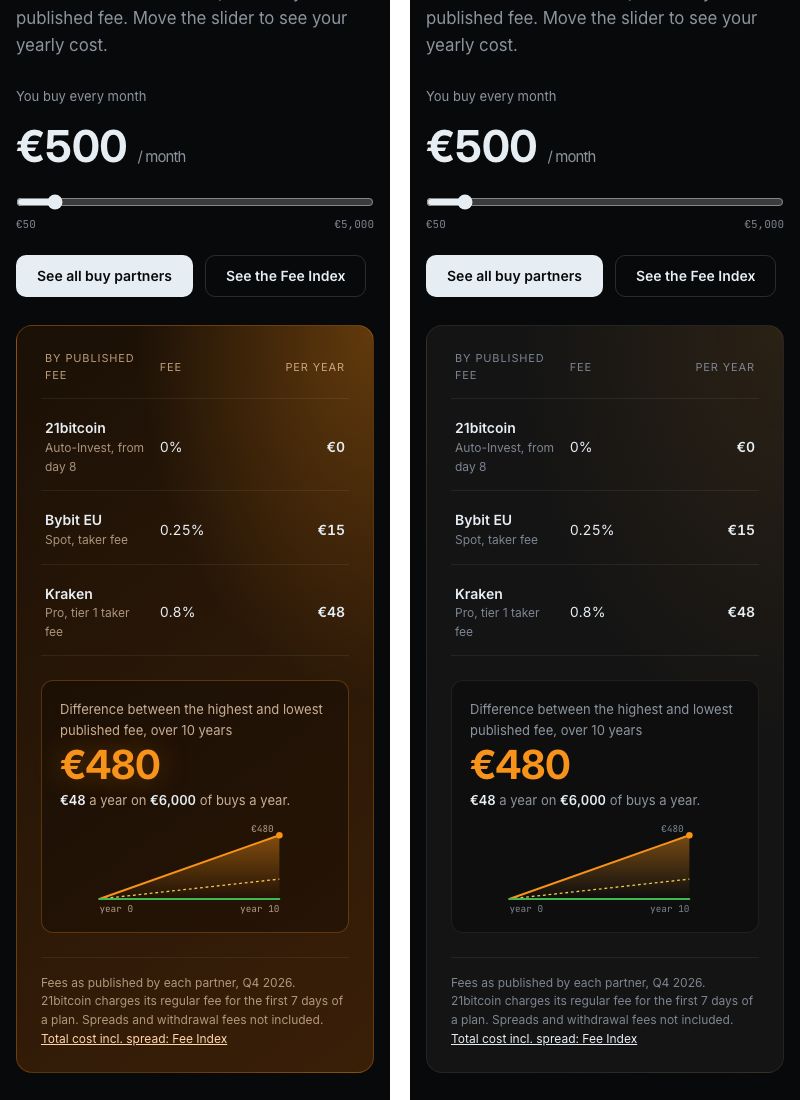 published fee. Move the slider to see your
yearly cost.
You buy every month
€500 / month
€50 €5,000
See all buy partners See the Fee Index
BY PUBLISHED
FEE FEE PER YEAR
21bitcoin
Auto-Invest, from
day 8 0% €0
Bybit EU
Spot, taker fee 0.25% €15
Kraken
Pro, tier 1 taker
fee 0.8% €48
Difference between the highest and lowest
published fee, over 10 years
€480
€48 a year on €6,000 of buys a year.
€480
year 0 year 10
Fees as published by each partner, Q4 2026.
21bitcoin charges its regular fee for the first 7 days of
a plan. Spreads and withdrawal fees not included.
Total cost incl. spread: Fee Index
published fee. Move the slider to see your
yearly cost.
You buy every month
€500 / month
€50 €5,000
See all buy partners See the Fee Index
BY PUBLISHED
FEE FEE PER YEAR
21bitcoin
Auto-Invest, from
day 8 0% €0
Bybit EU
Spot, taker fee 0.25% €15
Kraken
Pro, tier 1 taker
fee 0.8% €48
Difference between the highest and lowest
published fee, over 10 years
€480
€48 a year on €6,000 of buys a year.
€480
year 0 year 10
Fees as published by each partner, Q4 2026.
21bitcoin charges its regular fee for the first 7 days of
a plan. Spreads and withdrawal fees not included.
Total cost incl. spread: Fee Index